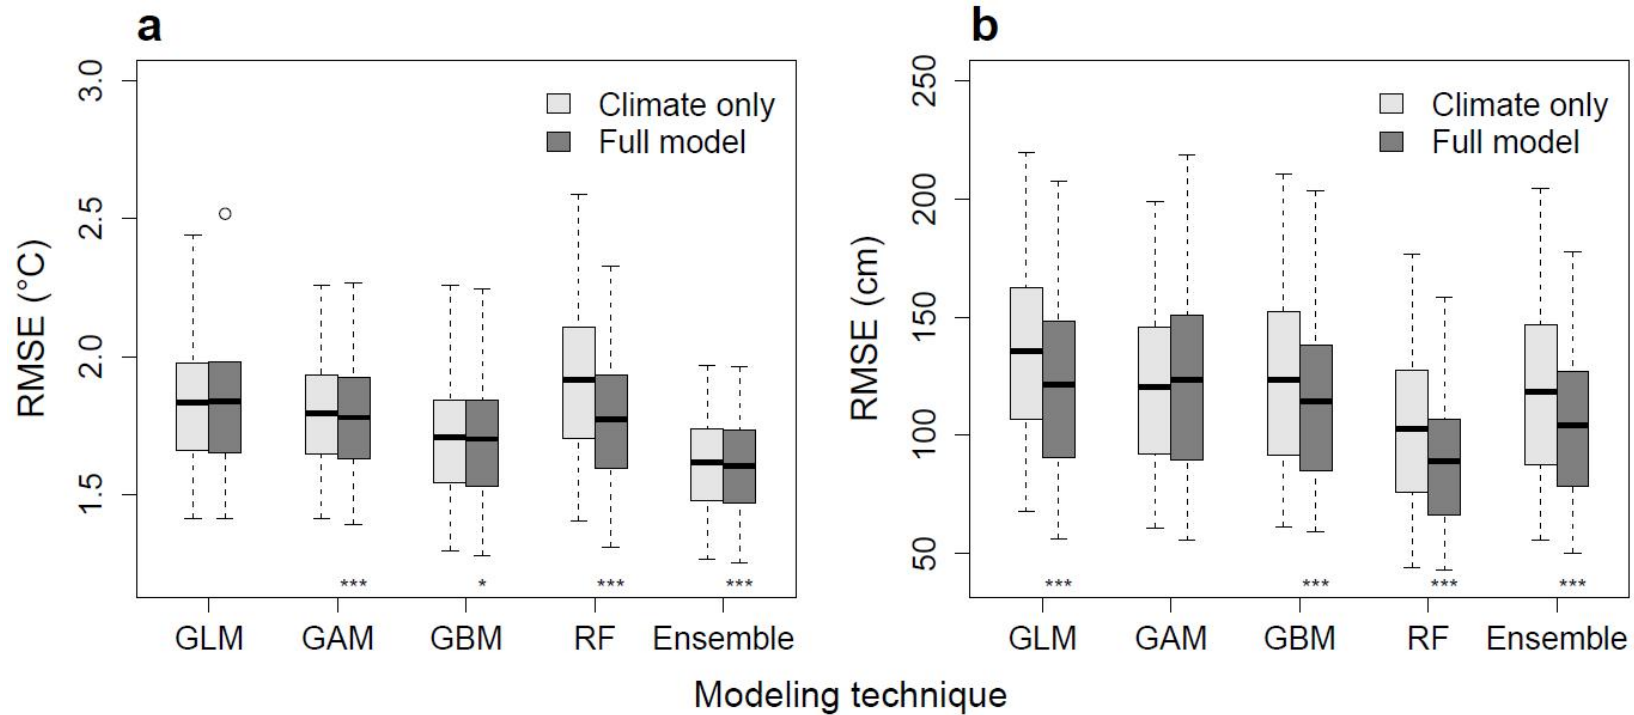 a
3.0
2.5
2.0
1.5
RMSE (°C)
Climate only
Full model
*** * *** ***
GLM GAM GBM RF Ensemble
b
250
200
150
100
50
RMSE (cm)
Climate only
Full model
*** *** *** ***
GLM GAM GBM RF Ensemble
Modeling technique